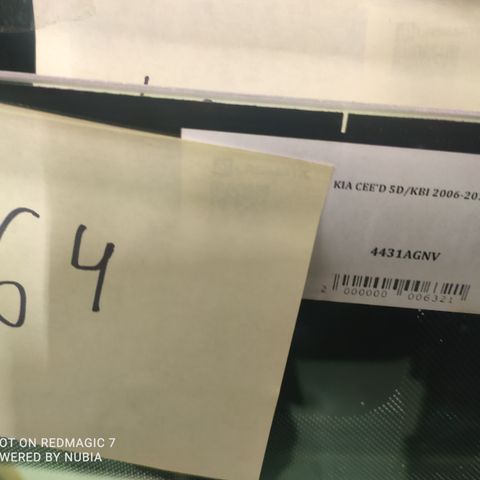 KIA CEE'D 5D/KBI 2006-20
4431AGNV
2 000000 006321
64
OT ON REDMAGIC 7
WERED BY NUBIA